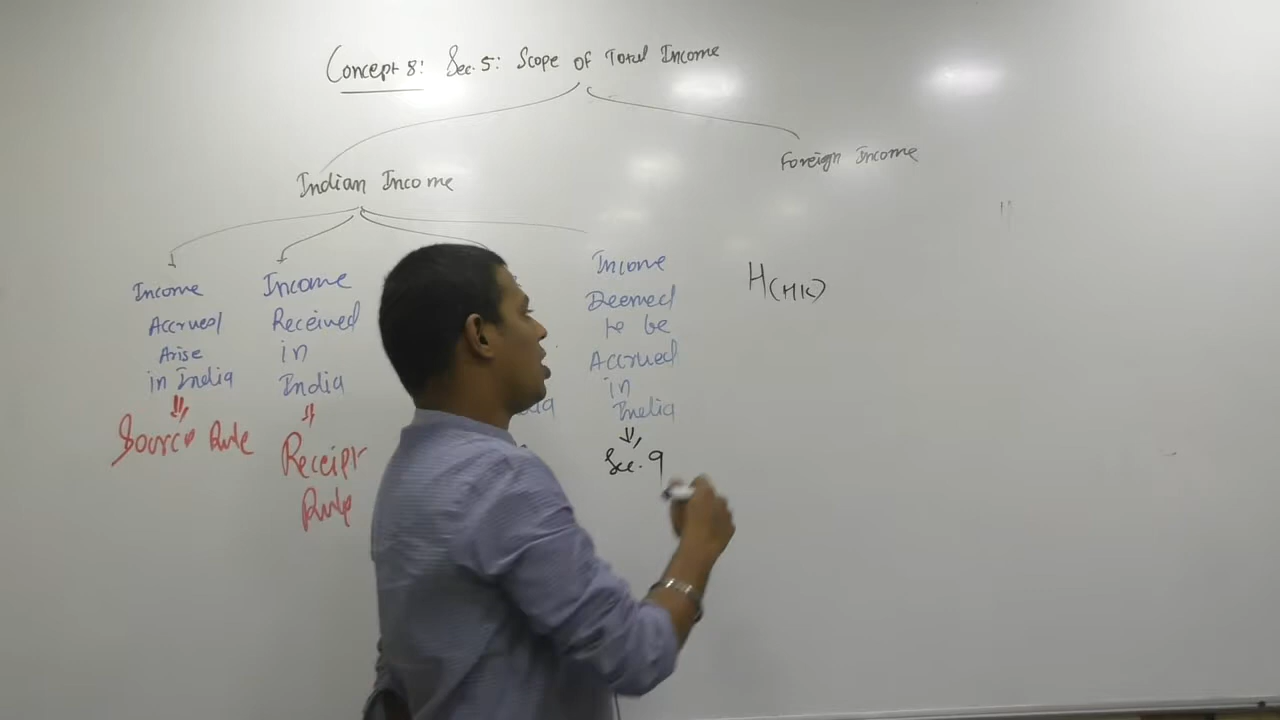 Concept 8: Sec. 5: Scope of Total Income
Indian Income
Foreign Income
Income
Accrued
Arise
in India
Source Rule
Income
Received
in
India
Receipt
Rule
Income
Deemed
to be
Accrued
in
India
Sec. 9
H(HK)